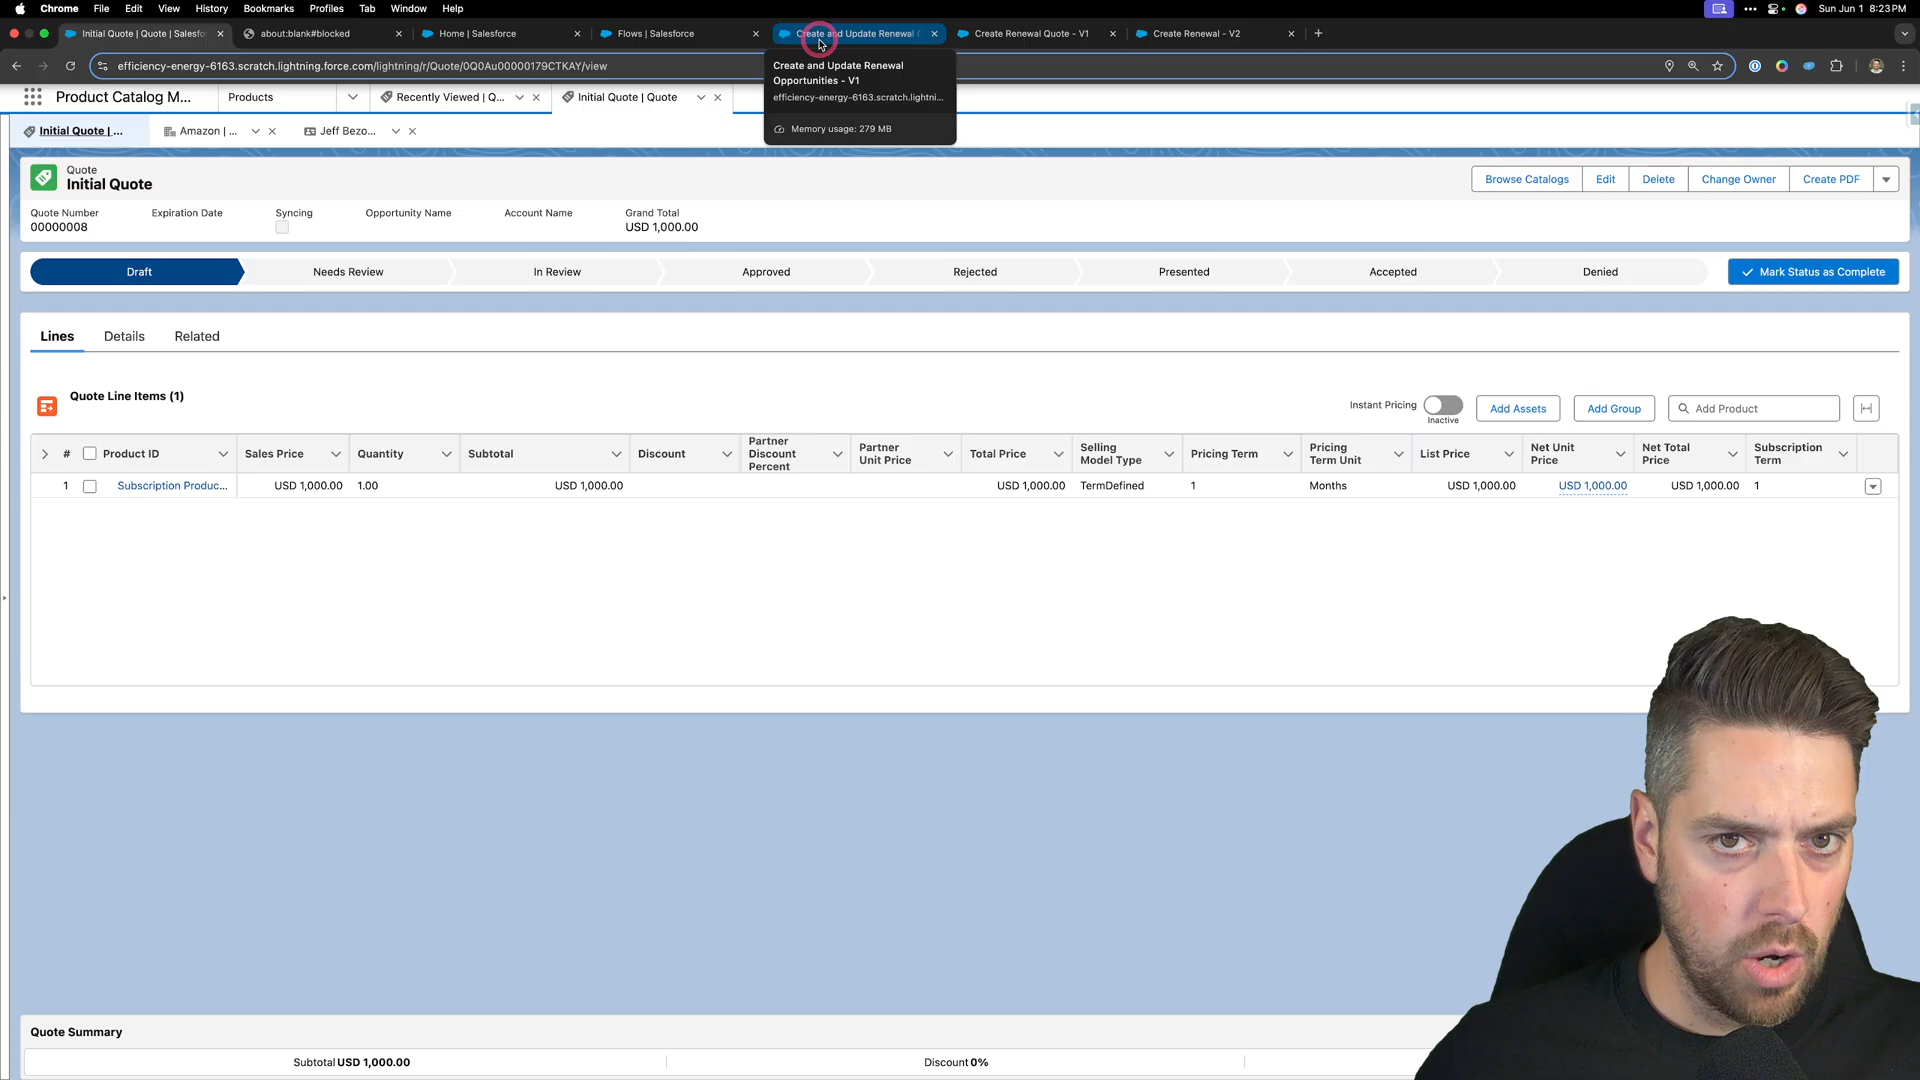 Chrome File Edit View History Bookmarks Profiles Tab Window Help
Sun Jun 1 8:23 PM
Initial Quote | Quote | Salesfor
about:blank#blocked
Home | Salesforce
Flows | Salesforce
Create and Update Renewal
Create Renewal Quote - V1
Create Renewal - V2
efficiency-energy-6163.scratch.lightning.force.com/lightning/r/Quote/0Q0Au00000179CTKAY/view
Create and Update Renewal
Opportunities - V1
efficiency-energy-6163.scratch.lightni...
Memory usage: 279 MB
Product Catalog M...
Products
Recently Viewed | Q...
Initial Quote | Quote
Initial Quote | ...
Amazon | ...
Jeff Bezo...
Quote
Initial Quote
Browse Catalogs
Edit
Delete
Change Owner
Create PDF
Quote Number
Expiration Date
Syncing
Opportunity Name
Account Name
Grand Total
00000008
USD 1,000.00
Draft
Needs Review
In Review
Approved
Rejected
Presented
Accepted
Denied
Mark Status as Complete
Lines
Details
Related
Quote Line Items (1)
Instant Pricing
Inactive
Add Assets
Add Group
Add Product
#
Product ID
Sales Price
Quantity
Subtotal
Discount
Partner
Discount
Percent
Partner
Unit Price
Total Price
Selling
Model Type
Pricing Term
Pricing
Term Unit
List Price
Net Unit
Price
Net Total
Price
Subscription
Term
1
Subscription Produc...
USD 1,000.00
1.00
USD 1,000.00
USD 1,000.00
TermDefined
1
Months
USD 1,000.00
USD 1,000.00
USD 1,000.00
1
Quote Summary
Subtotal USD 1,000.00
Discount 0%